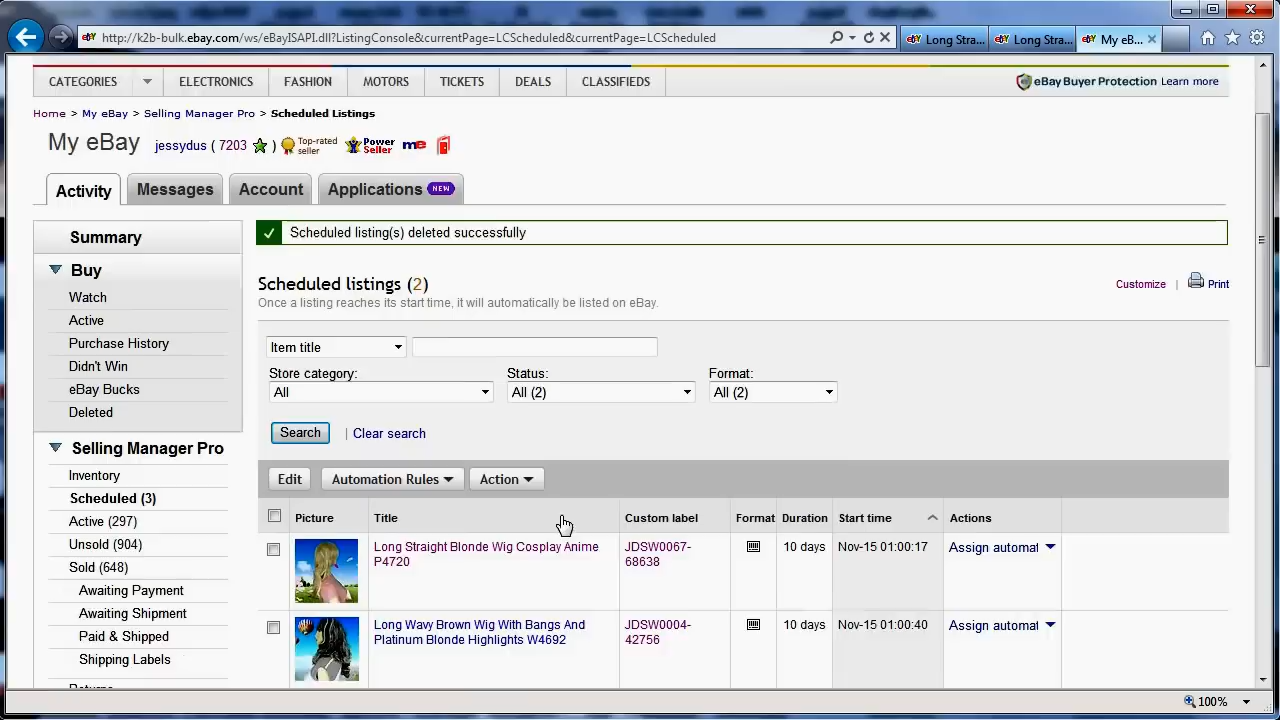 http://k2b-bulk.ebay.com/ws/eBayISAPI.dll?ListingConsole&currentPage=LCScheduled&currentPage=LCScheduled
Long Stra...
Long Stra...
My eB...
CATEGORIES ELECTRONICS FASHION MOTORS TICKETS DEALS CLASSIFIEDS
eBay Buyer Protection Learn more
Home > My eBay > Selling Manager Pro > Scheduled Listings
My eBay jessydus ( 7203 ) Top-rated seller Power Seller me
Activity Messages Account Applications NEW
Summary
Buy
Watch
Active
Purchase History
Didn't Win
eBay Bucks
Deleted
Selling Manager Pro
Inventory
Scheduled (3)
Active (297)
Unsold (904)
Sold (648)
Awaiting Payment
Awaiting Shipment
Paid & Shipped
Shipping Labels
Returns
Scheduled listing(s) deleted successfully
Scheduled listings (2)
Customize | Print
Once a listing reaches its start time, it will automatically be listed on eBay.
Item title
Store category: Status: Format:
All All (2) All (2)
Search | Clear search
Edit Automation Rules Action
Picture Title Custom label Format Duration Start time Actions
Long Straight Blonde Wig Cosplay Anime JDSW0067- 10 days Nov-15 01:00:17 Assign automat
P4720 68638
Long Wavy Brown Wig With Bangs And JDSW0004- 10 days Nov-15 01:00:40 Assign automat
Platinum Blonde Highlights W4692 42756
100%